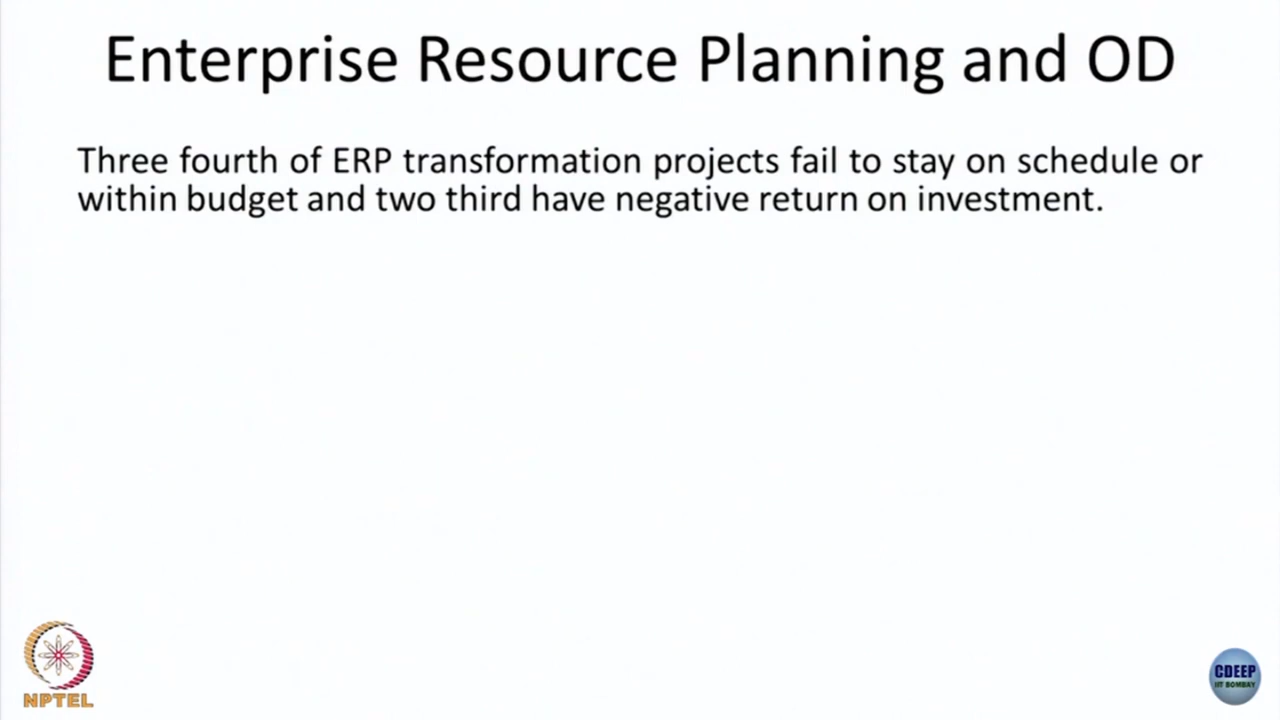 Enterprise Resource Planning and OD
Three fourth of ERP transformation projects fail to stay on schedule or
within budget and two third have negative return on investment.
NPTEL
CDEEP
IIT BOMBAY